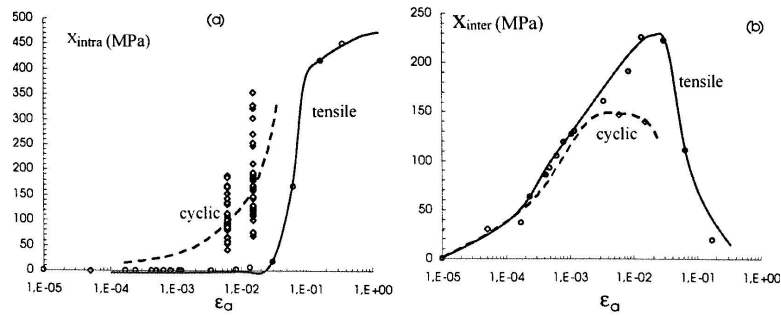 (a)
X_intra (MPa)
500
450
400
350
300
250
200
150
100
50
0
tensile
cyclic
1,E-05
1,E-04
1,E-03
1,E-02
1,E-01
1,E+00
ε_a
(b)
X_inter (MPa)
250
200
150
100
50
0
tensile
cyclic
1,E-05
1,E-04
1,E-03
1,E-02
1,E-01
1,E+00
ε_a